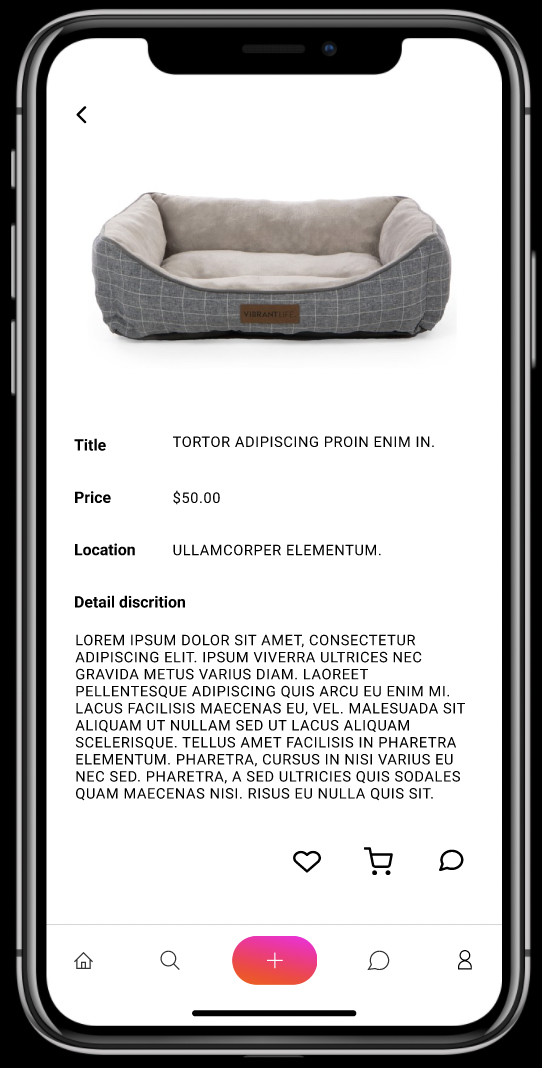 VIBRANT LIFE
Title TORTOR ADIPISCING PROIN ENIM IN.
Price $50.00
Location ULLAMCORPER ELEMENTUM.
Detail discrition
LOREM IPSUM DOLOR SIT AMET, CONSECTETUR
ADIPISCING ELIT. IPSUM VIVERRA ULTRICES NEC
GRAVIDA METUS VARIUS DIAM. LAOREET
PELLENTESQUE ADIPISCING QUIS ARCU EU ENIM MI.
LACUS FACILISIS MAECENAS EU, VEL. MALESUADA SIT
ALIQUAM UT NULLAM SED UT LACUS ALIQUAM
SCELERISQUE. TELLUS AMET FACILISIS IN PHARETRA
ELEMENTUM. PHARETRA, CURSUS IN NISI VARIUS EU
NEC SED. PHARETRA, A SED ULTRICIES QUIS SODALES
QUAM MAECENAS NISI. RISUS EU NULLA QUIS SIT.